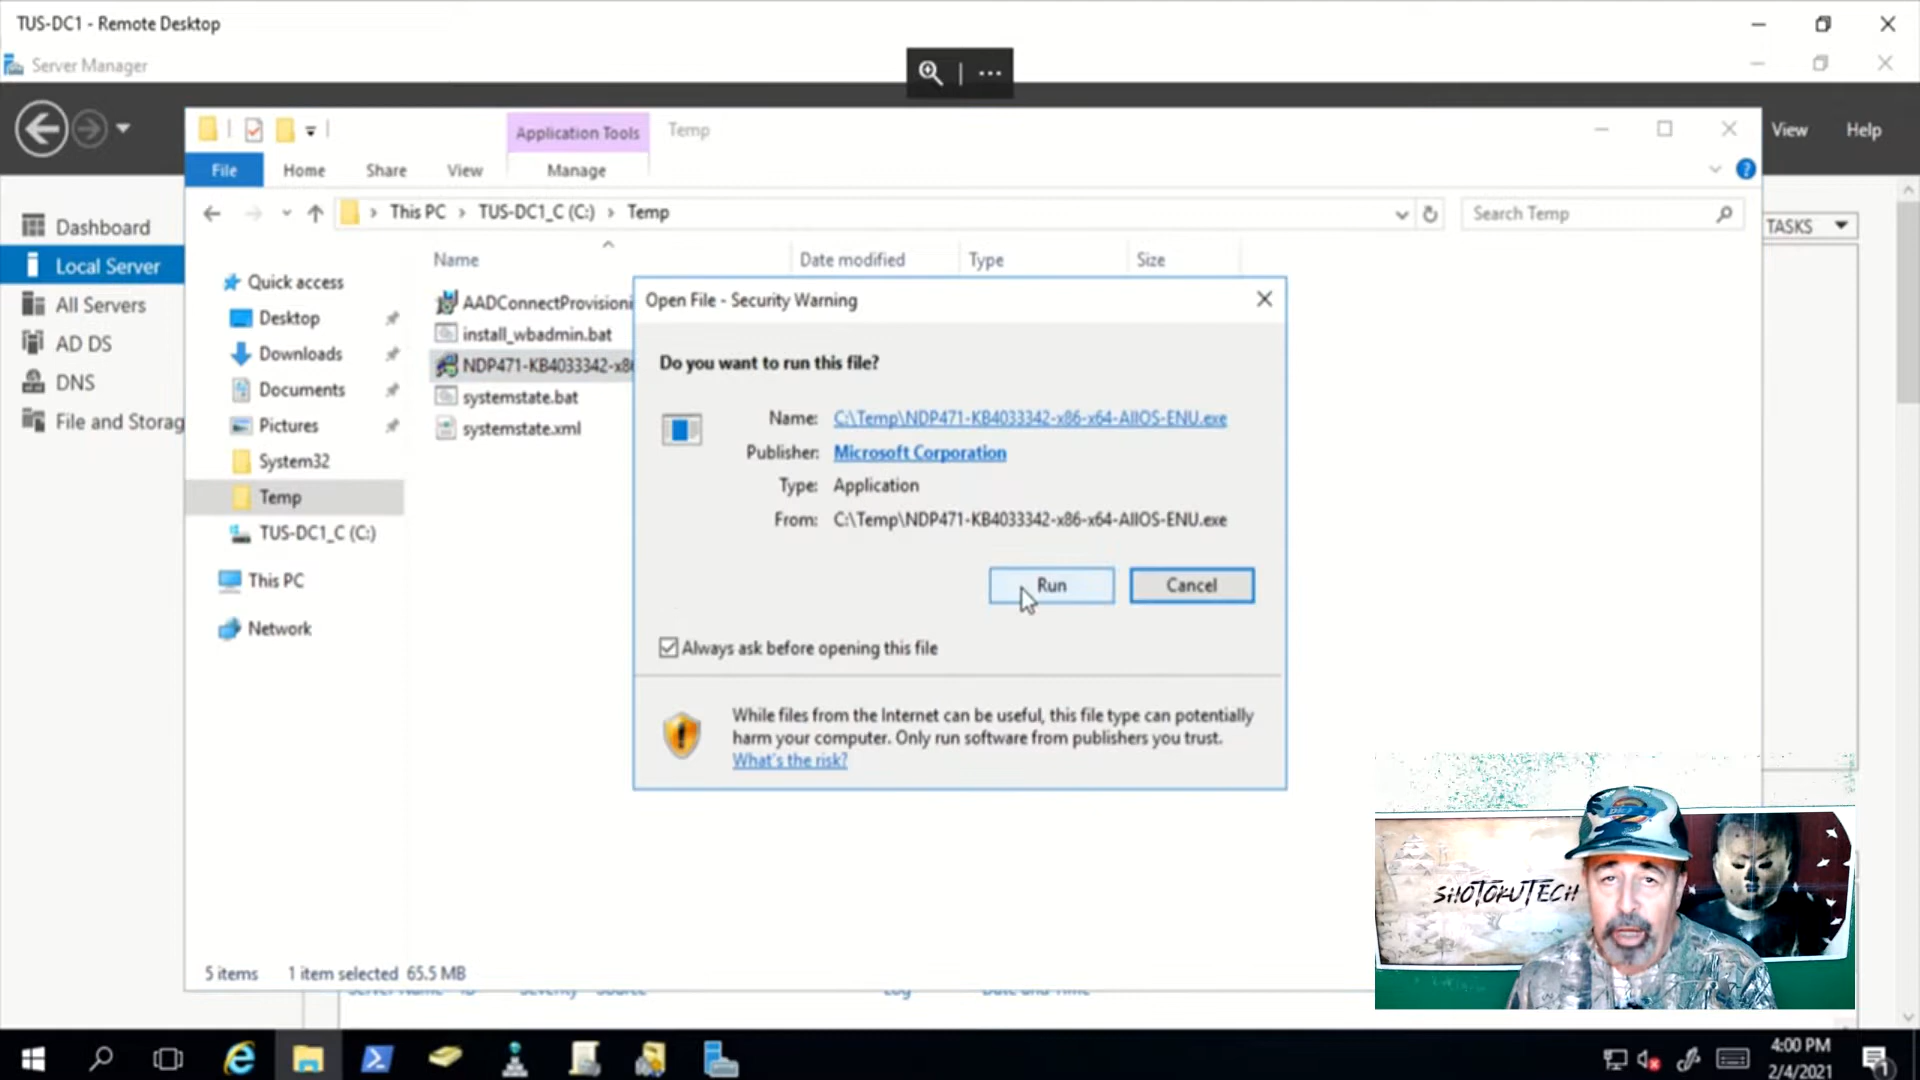 TUS-DC1 - Remote Desktop
Server Manager
Application Tools
Temp
View
Help
File
Home
Share
View
Manage
This PC > TUS-DC1_C (C:) > Temp
Search Temp
TASKS
Dashboard
Local Server
All Servers
AD DS
DNS
File and Storag
Quick access
Desktop
Downloads
Documents
Pictures
System32
Temp
TUS-DC1_C (C:)
This PC
Network
Name
Date modified
Type
Size
AADConnectProvisioni
install_wbadmin.bat
NDP471-KB4033342-x86
systemstate.bat
systemstate.xml
Open File - Security Warning
Do you want to run this file?
Name: C:\Temp\NDP471-KB4033342-x86-x64-AllOS-ENU.exe
Publisher: Microsoft Corporation
Type: Application
From: C:\Temp\NDP471-KB4033342-x86-x64-AllOS-ENU.exe
Run
Cancel
Always ask before opening this file
While files from the Internet can be useful, this file type can potentially
harm your computer. Only run software from publishers you trust.
What's the risk?
SHOTOKUTECH
5 items
1 item selected 65.5 MB
Log
Date and Time
4:00 PM
2/4/2021
1